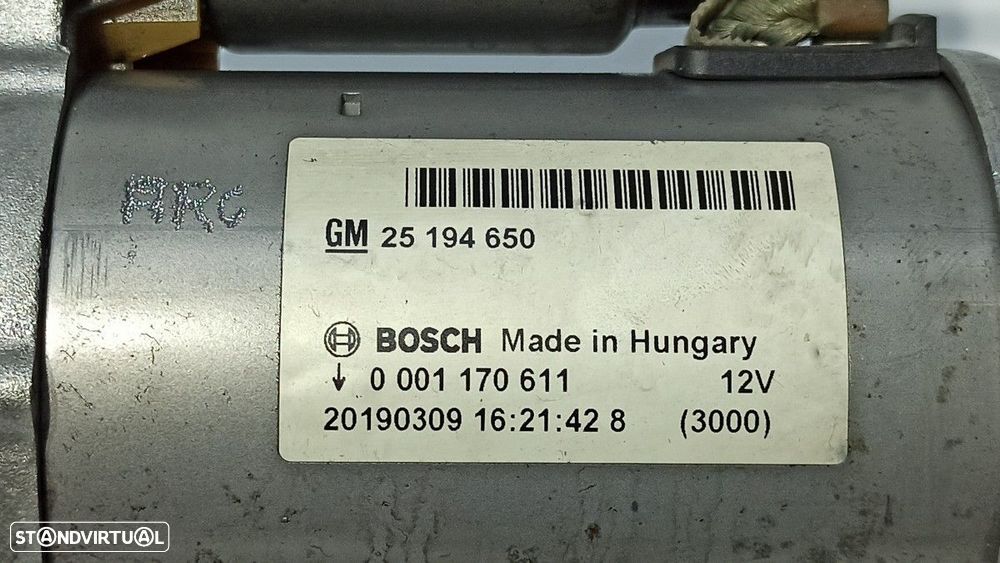 ARC
GM 25 194 650
BOSCH Made in Hungary
0 001 170 611 12V
20190309 16:21:42 8 (3000)
STANDVIRTUAL